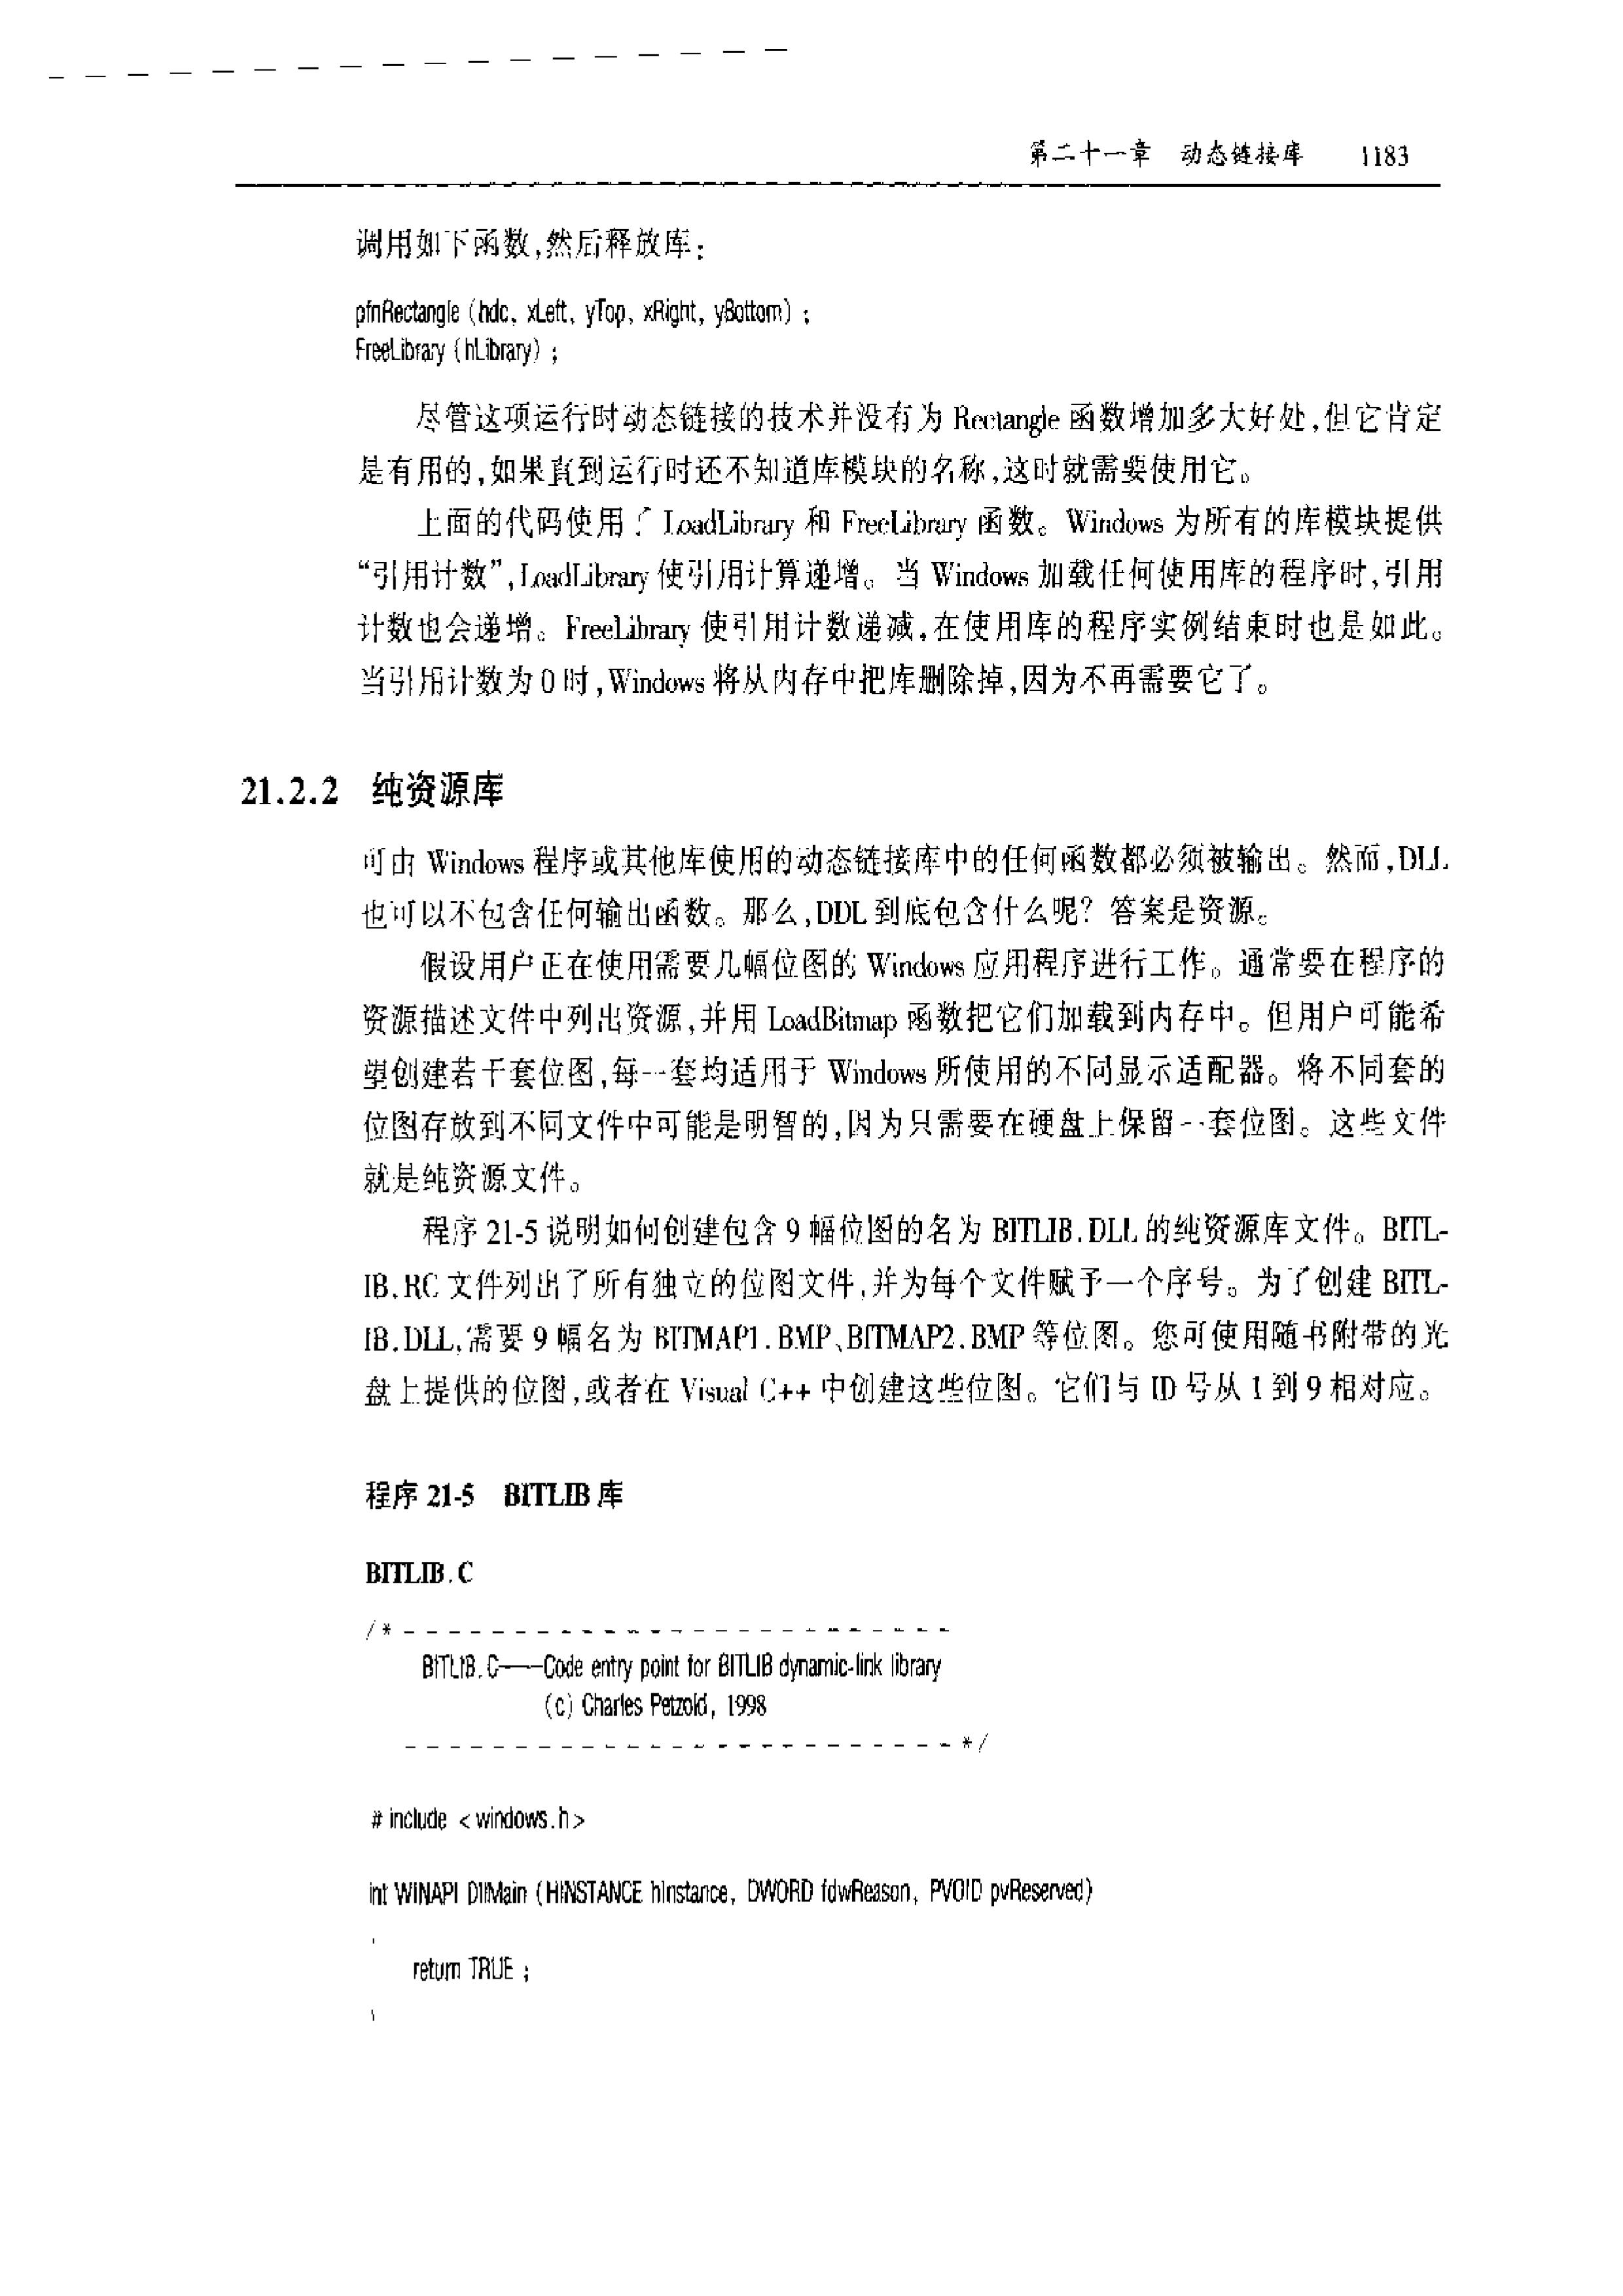 第二十一章 动态链接库 1183
调用如下函数,然后释放库:
pfnRectangle (hdc, xLeft, yTop, xRight, yBottom) ;
FreeLibrary (hLibrary) ;
尽管这项运行时动态链接的技术并没有为 Rectangle 函数增加多大好处,但它肯定
是有用的,如果直到运行时还不知道库模块的名称,这时就需要使用它。
上面的代码使用了 LoadLibrary 和 FreeLibrary 函数。Windows 为所有的库模块提供
“引用计数”,LoadLibrary 使引用计算递增。当 Windows 加载任何使用库的程序时,引用
计数也会递增。FreeLibrary 使引用计数递减,在使用库的程序实例结束时也是如此。
当引用计数为 0 时,Windows 将从内存中把库删除掉,因为不再需要它了。
21.2.2 纯资源库
可由 Windows 程序或其他库使用的动态链接库中的任何函数都必须被输出。然而,DLL
也可以不包含任何输出函数。那么,DDL 到底包含什么呢? 答案是资源。
假设用户正在使用需要几幅位图的 Windows 应用程序进行工作。通常要在程序的
资源描述文件中列出资源,并用 LoadBitmap 函数把它们加载到内存中。但用户可能希
望创建若干套位图,每一套均适用于 Windows 所使用的不同显示适配器。将不同套的
位图存放到不同文件中可能是明智的,因为只需要在硬盘上保留一套位图。这些文件
就是纯资源文件。
程序 21-5 说明如何创建包含 9 幅位图的名为 BITLIB.DLL 的纯资源库文件。BITL-
IB.RC 文件列出了所有独立的位图文件,并为每个文件赋予一个序号。为了创建 BITL-
IB.DLL,需要 9 幅名为 BITMAP1.BMP、BITMAP2.BMP 等位图。您可使用随书附带的光
盘上提供的位图,或者在 Visual C++ 中创建这些位图。它们与 ID 号从 1 到 9 相对应。
程序 21-5 BITLIB 库
BITLIB.C
/* - - - - - - - - - - - - - - - - - - - - - - - - -
BITLIB.C——Code entry point for BITLIB dynamic-link library
(c) Charles Petzold, 1998
- - - - - - - - - - - - - - - - - - - - - - - - - */
# include <windows.h>
int WINAPI DllMain (HINSTANCE hInstance, DWORD fdwReason, PVOID pvReserved)
return TRUE ;